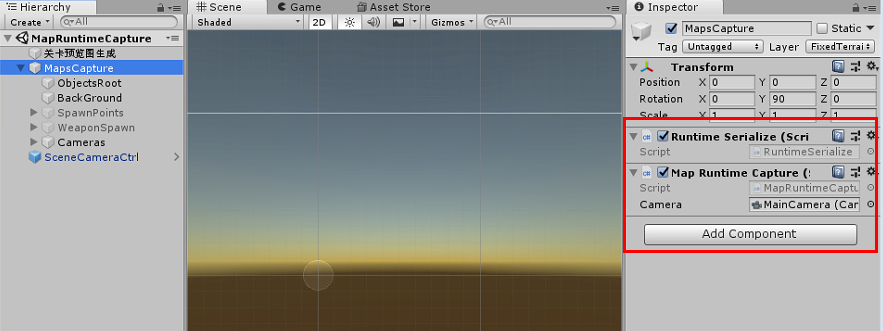 Hierarchy
Create
All
MapRuntimeCapture
关卡预览图生成
MapsCapture
ObjectsRoot
BackGround
SpawnPoints
WeaponSpawn
Cameras
SceneCameraCtrl
Scene Game Asset Store
Shaded 2D Gizmos All
Inspector
MapsCapture Static
Tag Untagged Layer FixedTerrai
Transform
Position X 0 Y 0 Z 0
Rotation X 0 Y 90 Z 0
Scale X 1 Y 1 Z 1
Runtime Serialize (Scri
Script RuntimeSerialize
Map Runtime Capture (S
Script MapRuntimeCaptu
Camera MainCamera (Can
Add Component